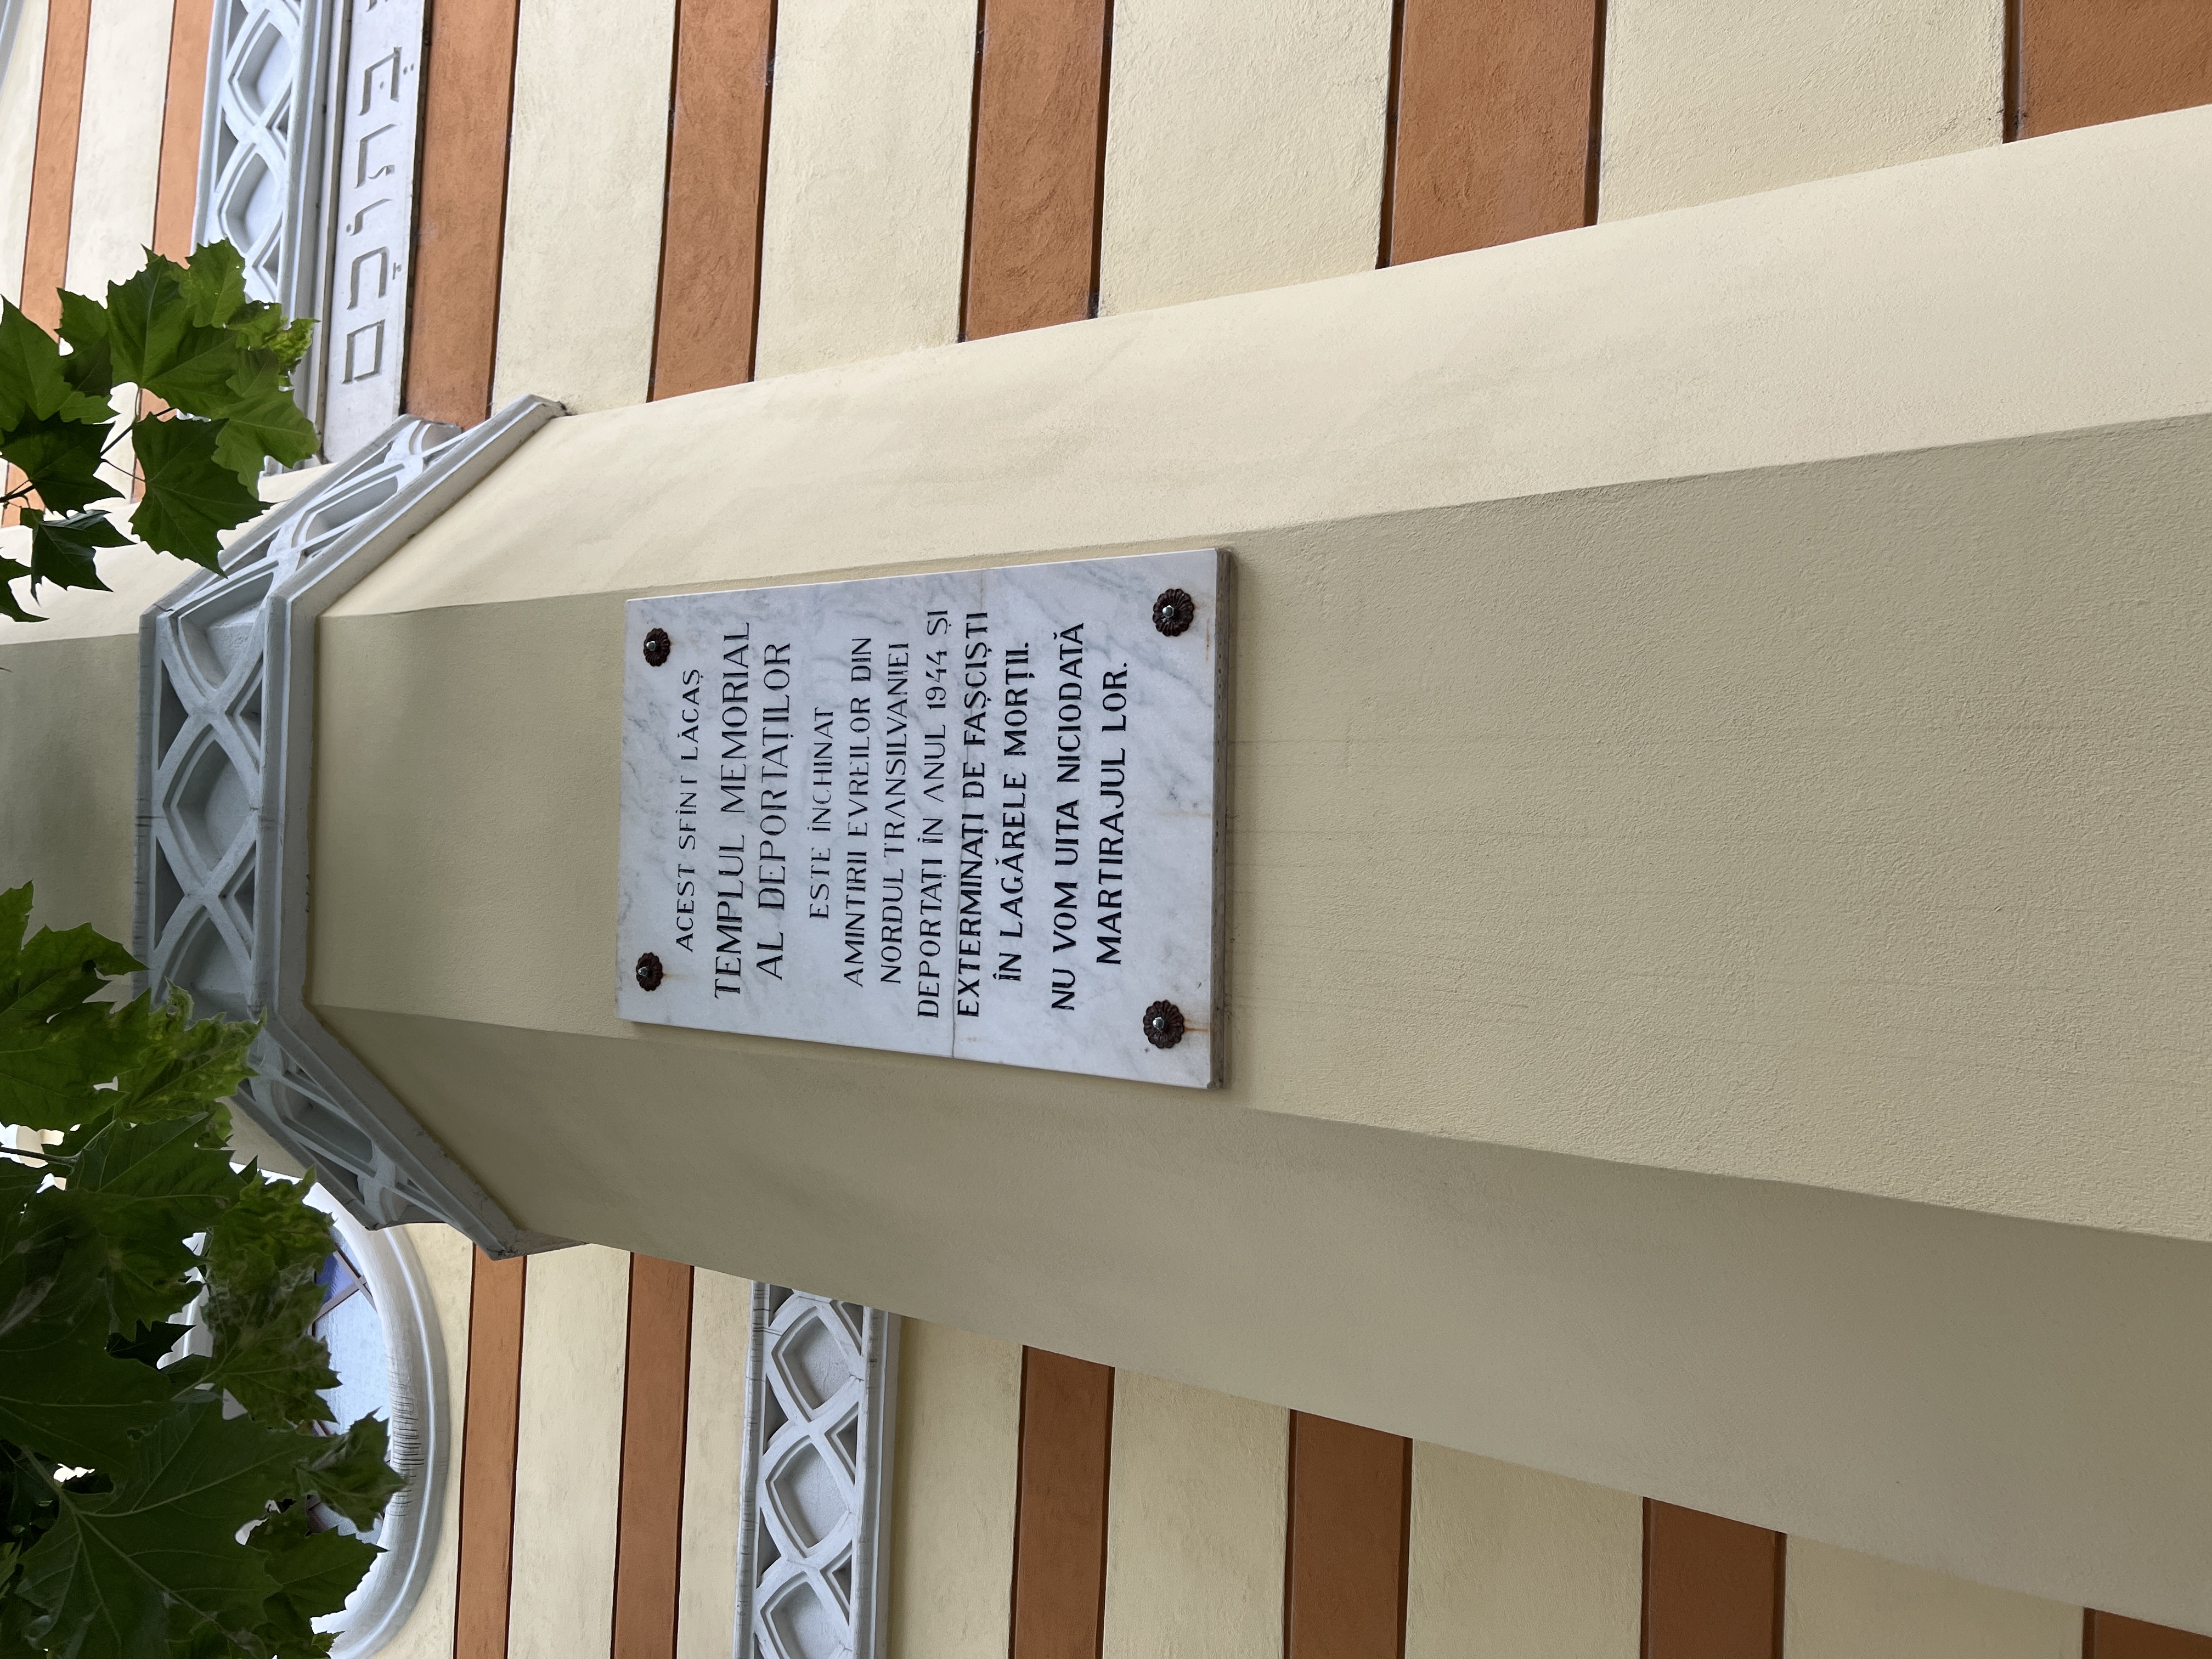 בְּתוֹכָם
ACEST SFÎNT LĂCAȘ
TEMPLUL MEMORIAL
AL DEPORTAȚILOR
ESTE ÎNCHINAT
AMINTIRII EVREILOR DIN
NORDUL TRANSILVANIEI
DEPORTAȚI ÎN ANUL 1944 ȘI
EXTERMINAȚI DE FAȘCIȘTI
ÎN LAGĂRELE MORȚII.
NU VOM UITA NICIODATĂ
MARTIRAJUL LOR.